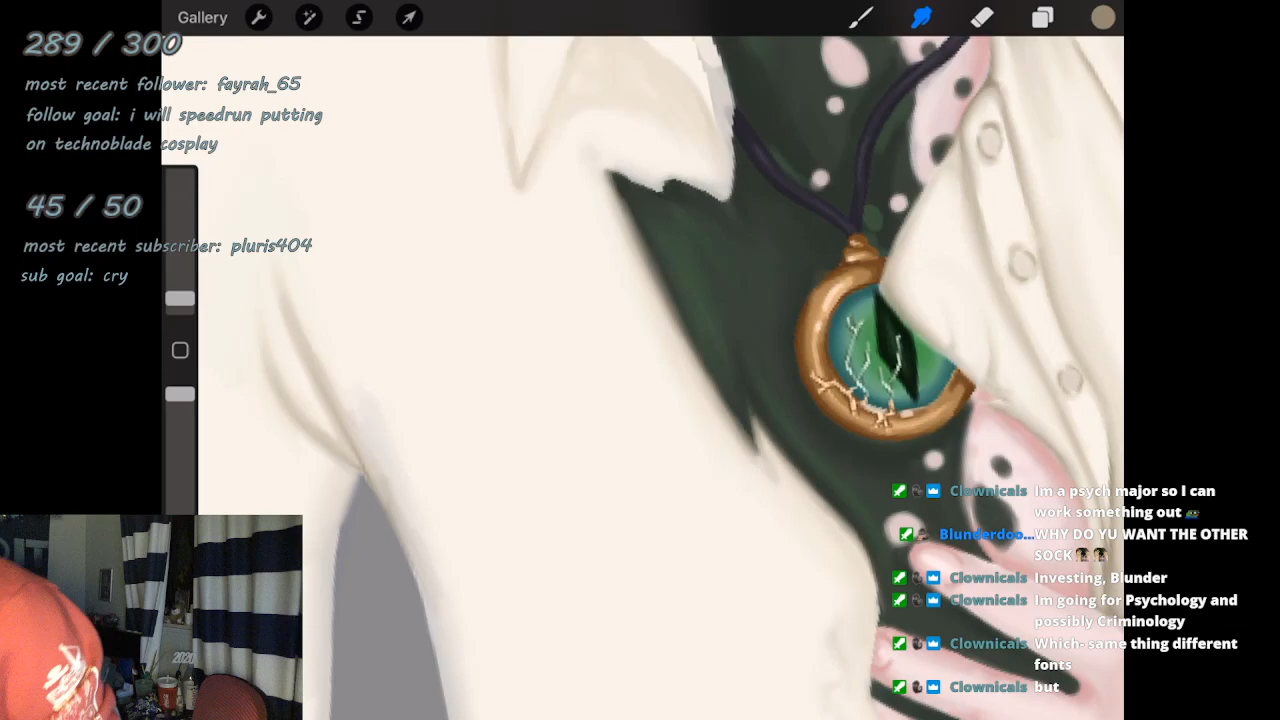 Gallery
289 / 300
most recent follower: fayrah_65
follow goal: i will speedrun putting
on technoblade cosplay
45 / 50
most recent subscriber: pluris404
sub goal: cry
Clownicals Im a psych major so I can
work something out
Blunderdoo... WHY DO YU WANT THE OTHER
SOCK
Clownicals Investing, Blunder
Clownicals Im going for Psychology and
possibly Criminology
Clownicals Which- same thing different
fonts
Clownicals but
2020